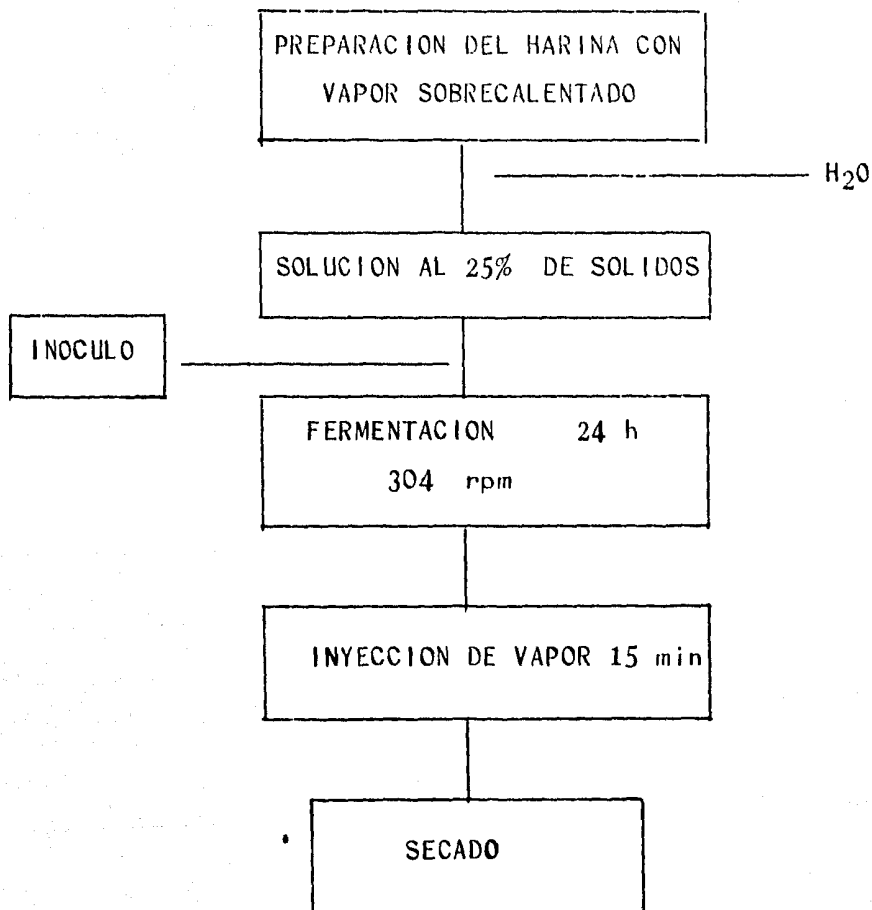 PREPARACION DEL HARINA CON
VAPOR SOBRECALENTADO
H₂O
SOLUCION AL 25% DE SOLIDOS
INOCULO
FERMENTACION 24 h
304 rpm
INYECCION DE VAPOR 15 min
SECADO